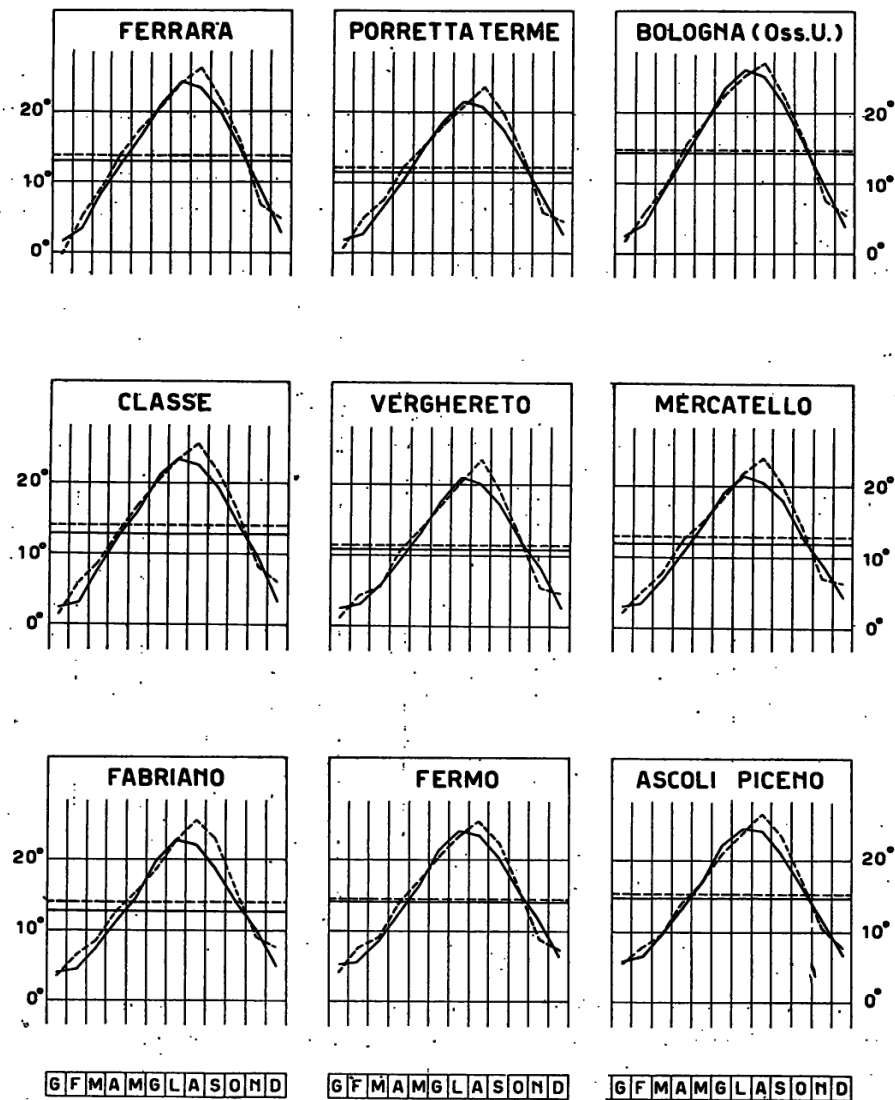 FERRARA
PORRETTA TERME
BOLOGNA (Oss.U.)
20°
20°
10°
10°
0°
0°
CLASSE
VERGHERETO
MERCATELLO
20°
20°
10°
10°
0°
0°
FABRIANO
FERMO
ASCOLI PICENO
20°
20°
10°
10°
0°
0°
G F M A M G L A S O N D
G F M A M G L A S O N D
G F M A M G L A S O N D